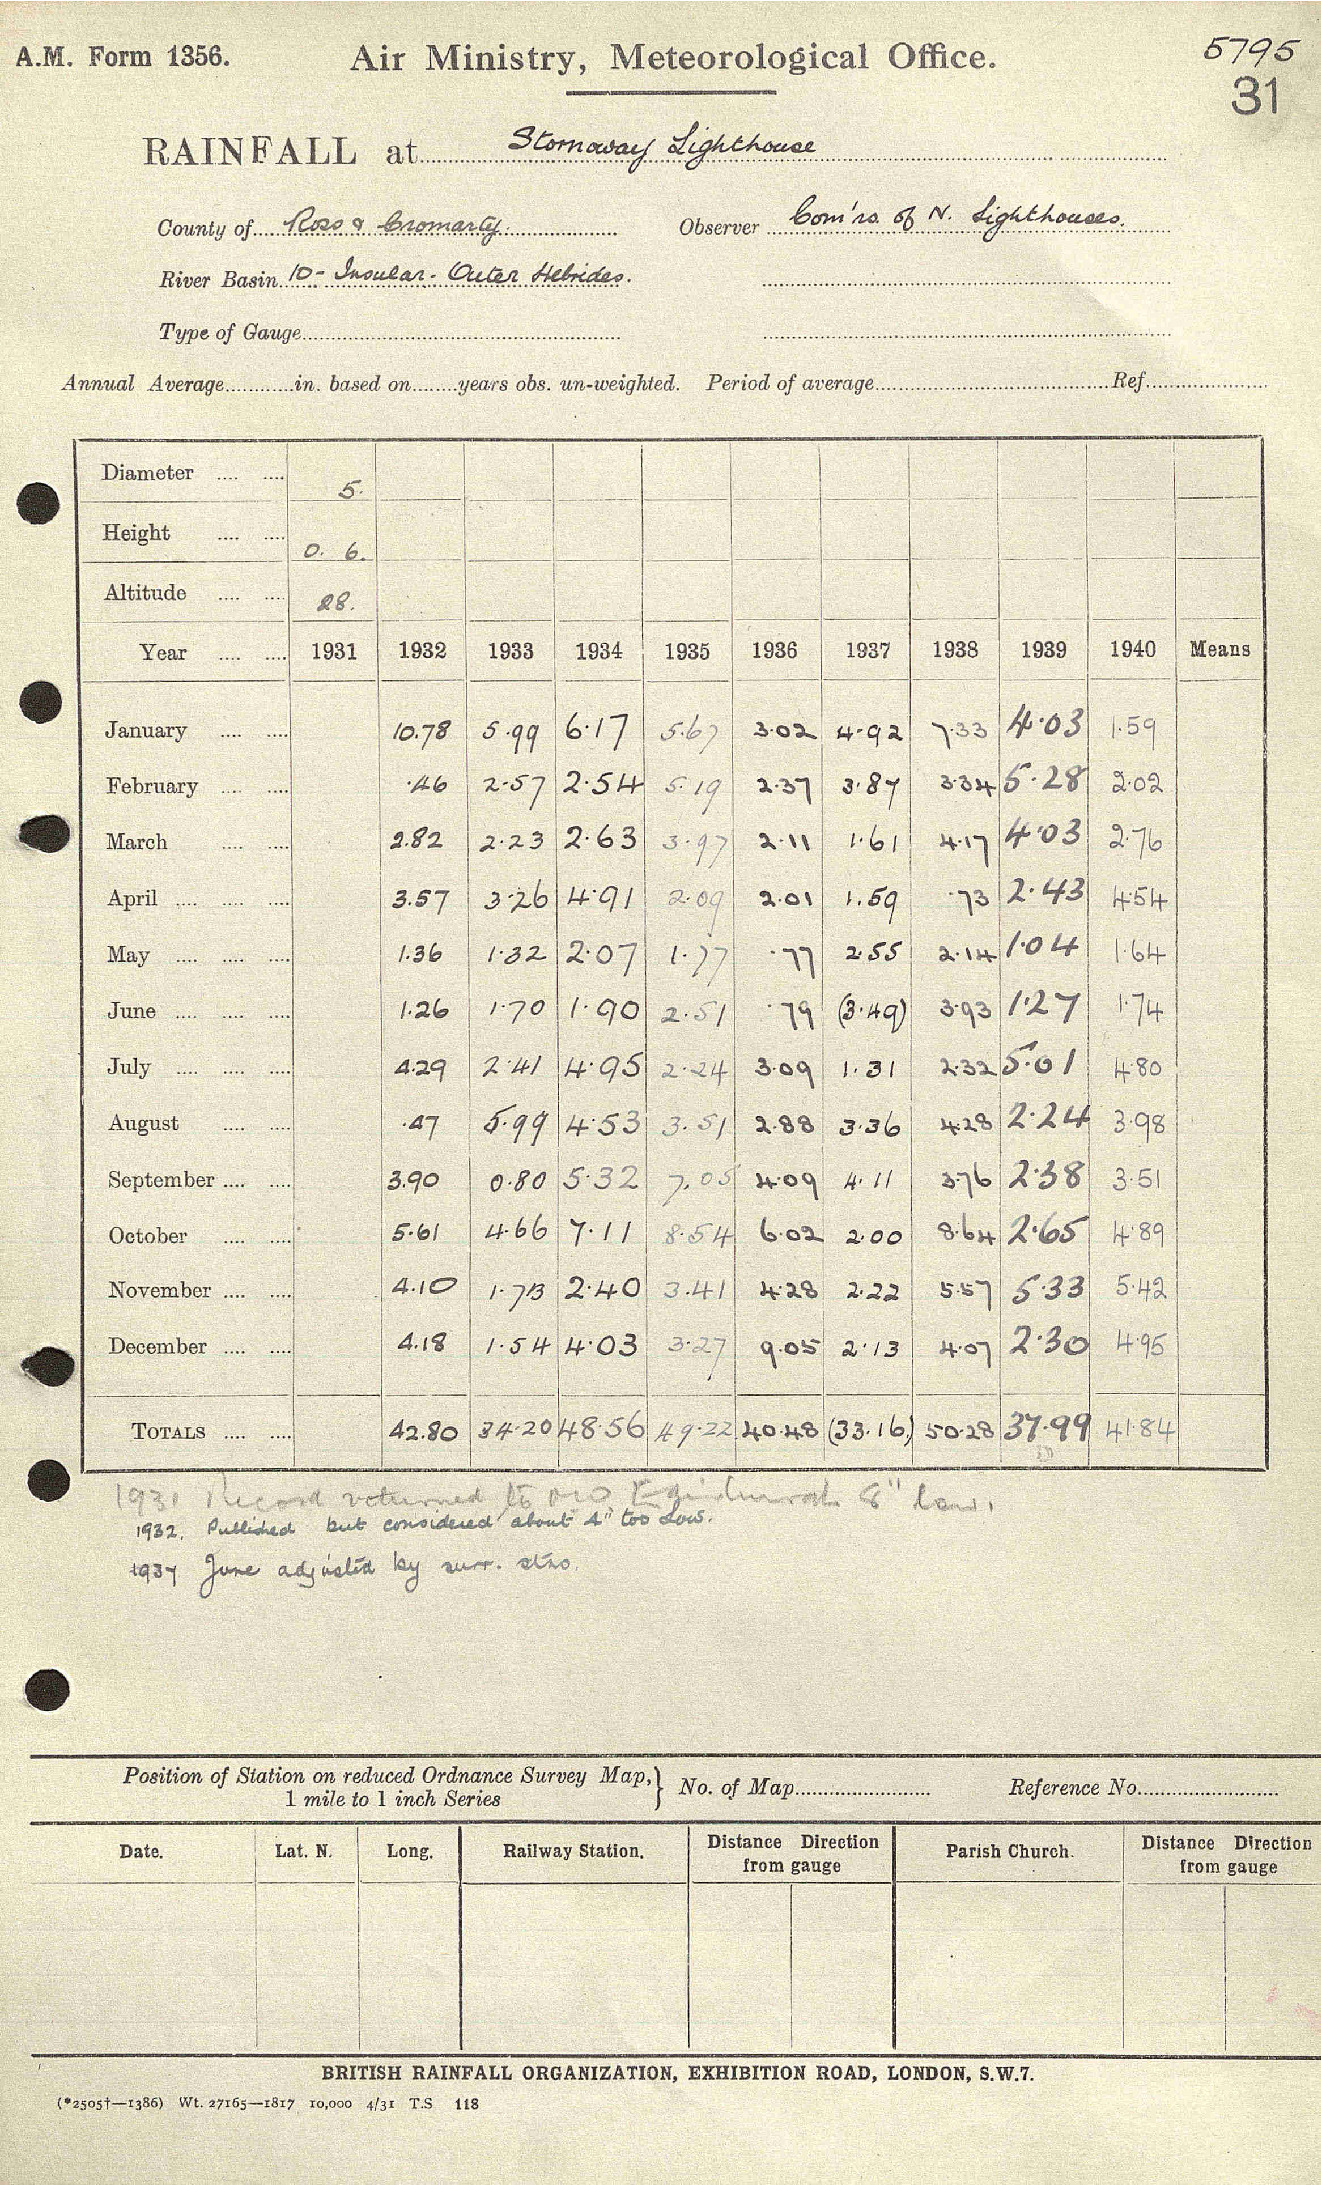 A.M. Form 1356. Air Ministry, Meteorological Office. 5795
31
RAINFALL at Stornoway Lighthouse
County of Ross & Cromarty. Observer Com'rs of N. Lighthouses.
River Basin 10 - Insular - Outer Hebrides.
Type of Gauge
Annual Average in. based on years obs. un-weighted. Period of average Ref
Diameter 5.
Height 0. 6.
Altitude 28.
Year 1931 1932 1933 1934 1935 1936 1937 1938 1939 1940 Means
January 10.78 5.99 6.17 5.67 3.02 4.92 7.33 4.03 1.59
February .46 2.57 2.54 5.19 2.37 3.87 3.34 5.28 2.02
March 2.82 2.23 2.63 3.97 2.11 1.61 4.17 4.03 2.76
April 3.57 3.26 4.91 2.09 2.01 1.59 .73 2.43 4.54
May 1.36 1.32 2.07 1.77 .77 2.55 2.14 1.04 1.64
June 1.26 1.70 1.90 2.51 .79 (3.49) 3.93 1.27 1.74
July 4.29 2.41 4.95 2.24 3.09 1.31 2.32 5.01 4.80
August .47 5.99 4.53 3.51 2.88 3.36 4.28 2.24 3.98
September 3.90 0.80 5.32 7.05 4.09 4.11 3.76 2.38 3.51
October 5.61 4.66 7.11 8.54 6.02 2.00 8.64 2.65 4.89
November 4.10 1.73 2.40 3.41 4.28 2.22 5.57 5.33 5.42
December 4.18 1.54 4.03 3.27 9.05 2.13 4.07 2.30 4.95
TOTALS 42.80 34.20 48.56 49.22 40.48 (33.16) 50.28 37.99 41.84
1931 Record returned to MO Edinburgh 8" low.
1932. Published but considered about 4" too low.
1937 June adjusted by surr. stns.
Position of Station on reduced Ordnance Survey Map, } No. of Map Reference No.
1 mile to 1 inch Series
Date. Lat. N. Long. Railway Station. Distance Direction from gauge Parish Church. Distance Direction from gauge
BRITISH RAINFALL ORGANIZATION, EXHIBITION ROAD, LONDON, S.W.7.
(*2505†—1386) Wt. 27165—1817 10,000 4/31 T.S 118